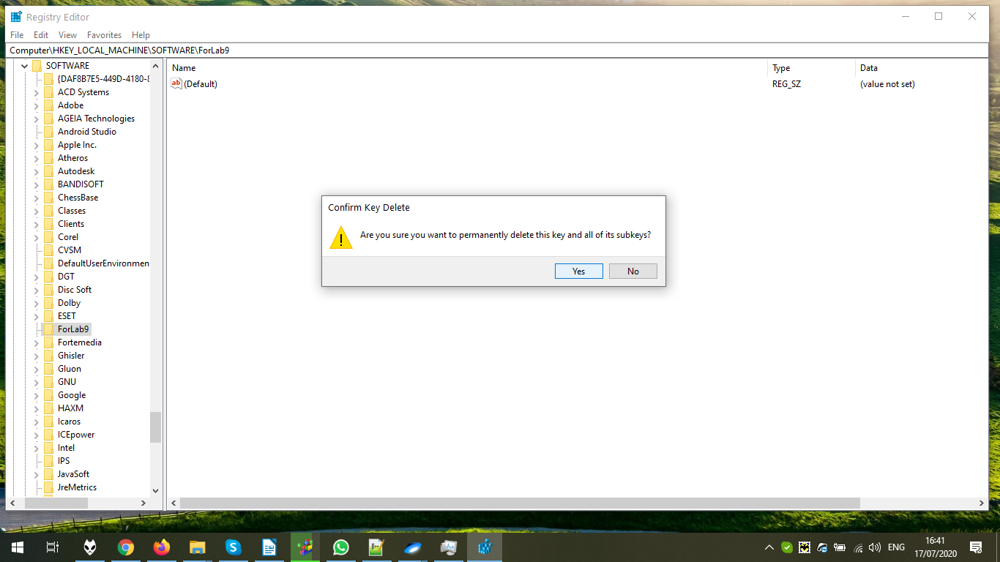 Registry Editor
File Edit View Favorites Help
Computer\HKEY_LOCAL_MACHINE\SOFTWARE\ForLab9
SOFTWARE
{DAF8B7E5-449D-4180-
ACD Systems
Adobe
AGEIA Technologies
Android Studio
Apple Inc.
Atheros
Autodesk
BANDISOFT
ChessBase
Classes
Clients
Corel
CVSM
DefaultUserEnvironmen
DGT
Disc Soft
Dolby
ESET
ForLab9
Fortemedia
Ghisler
Gluon
GNU
Google
HAXM
Icaros
ICEpower
Intel
IPS
JavaSoft
JreMetrics
Name Type Data
ab (Default) REG_SZ (value not set)
Confirm Key Delete
Are you sure you want to permanently delete this key and all of its subkeys?
Yes No
ENG
16:41
17/07/2020